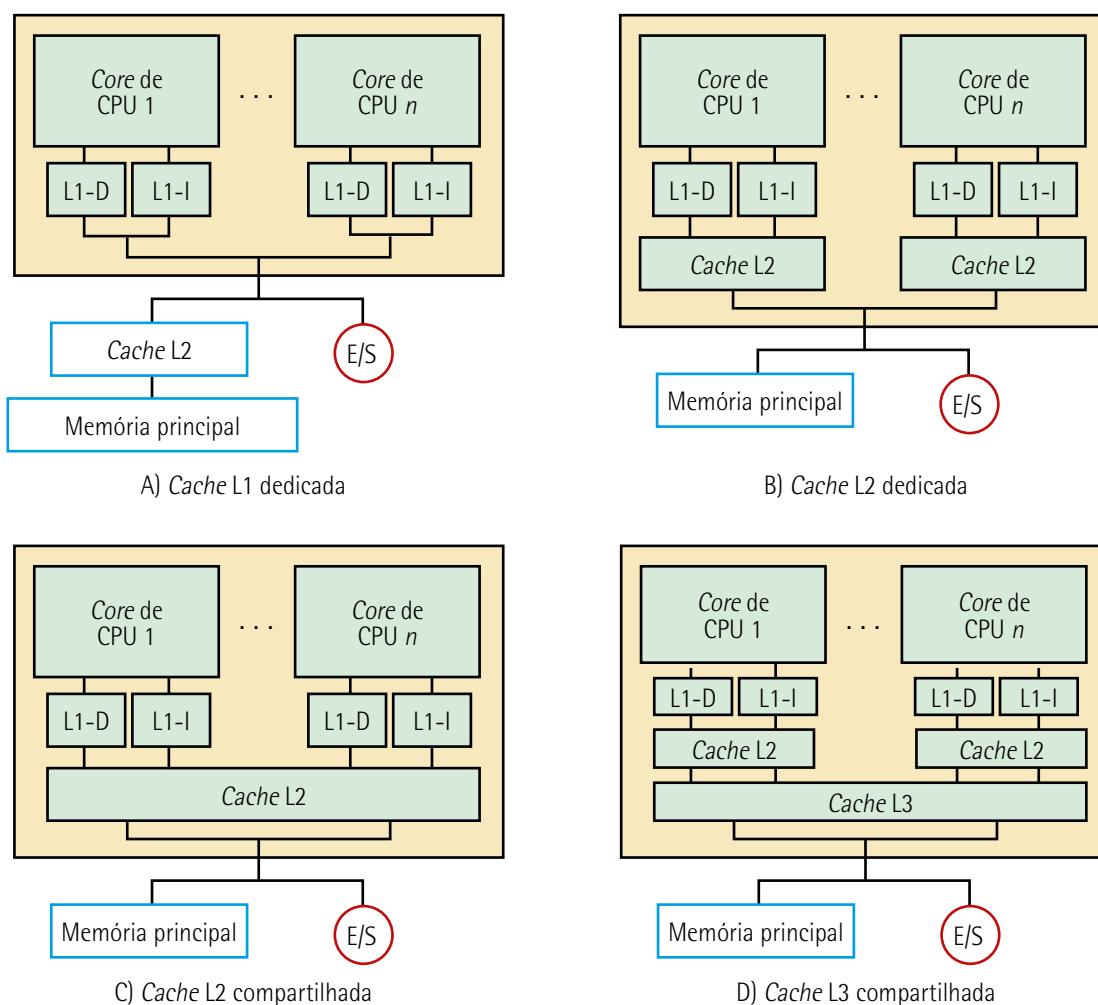 Core de
CPU 1
. . .
Core de
CPU n
L1-D
L1-I
L1-D
L1-I
Cache L2
E/S
Memória principal
A) Cache L1 dedicada
Core de
CPU 1
. . .
Core de
CPU n
L1-D
L1-I
L1-D
L1-I
Cache L2
Cache L2
Memória principal
E/S
B) Cache L2 dedicada
Core de
CPU 1
. . .
Core de
CPU n
L1-D
L1-I
L1-D
L1-I
Cache L2
Memória principal
E/S
C) Cache L2 compartilhada
Core de
CPU 1
. . .
Core de
CPU n
L1-D
L1-I
L1-D
L1-I
Cache L2
Cache L2
Cache L3
Memória principal
E/S
D) Cache L3 compartilhada